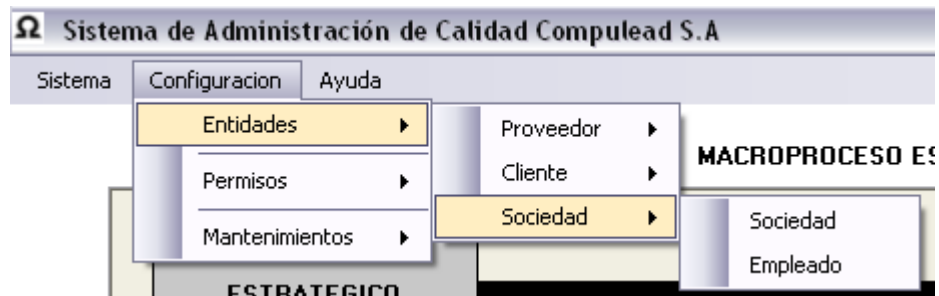 Ω Sistema de Administración de Calidad Compulead S.A
Sistema Configuracion Ayuda
Entidades
Permisos
Mantenimientos
Proveedor
Cliente
Sociedad
Sociedad
Empleado
MACROPROCESO ES
ESTRATEGICO